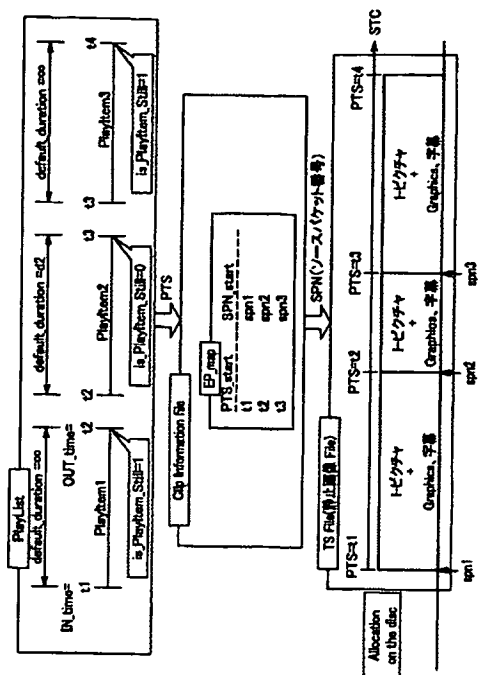 PlayList
default_duration =∞
default_duration =d2
default_duration =∞
IN_time=
OUT_time=
t1
t2
t2
t3
t3
t4
PlayItem1
PlayItem2
PlayItem3
is_PlayItem_Still=1
is_PlayItem_Still=0
is_PlayItem_Still=1
PTS
Clip Information file
EP_map
PTS_start
SPN_start
t1
spn1
t2
spn2
t3
spn3
SPN(ソースパケット番号)
TS File(静止画像 File)
PTS=t1
PTS=t2
PTS=t3
PTS=t4
STC
I-ピクチャ
+
Graphics、字幕
I-ピクチャ
+
Graphics、字幕
I-ピクチャ
+
Graphics、字幕
Allocation
on the disc
spn1
spn2
spn3